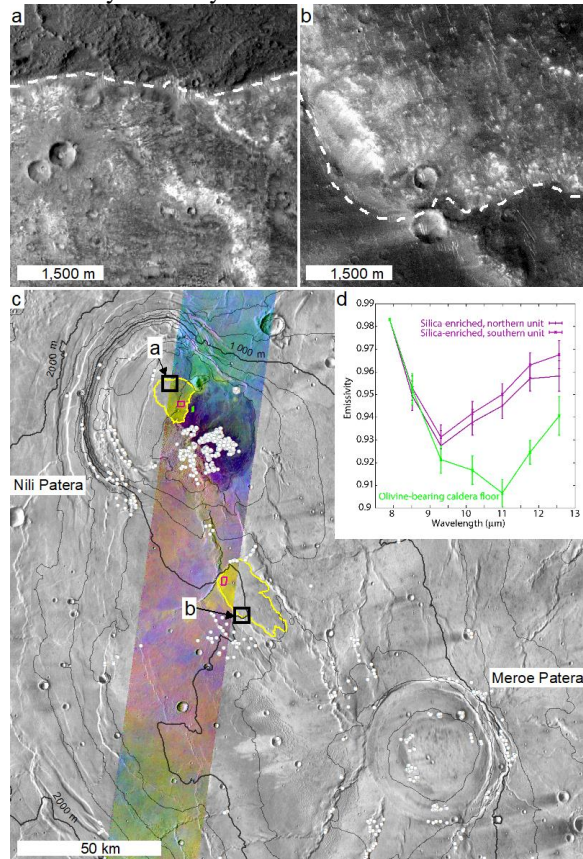 a
b
1,500 m
1,500 m
c
d
a
1 000 m
2000 m
Nili Patera
b
Meroe Patera
2000 m
50 km
0.99
0.98
0.97
0.96
0.95
0.94
0.93
0.92
0.91
0.9
Emissivity
Silica-enriched, northern unit
Silica-enriched, southern unit
Olivine-bearing caldera floor
7 8 9 10 11 12 13
Wavelength (μm)